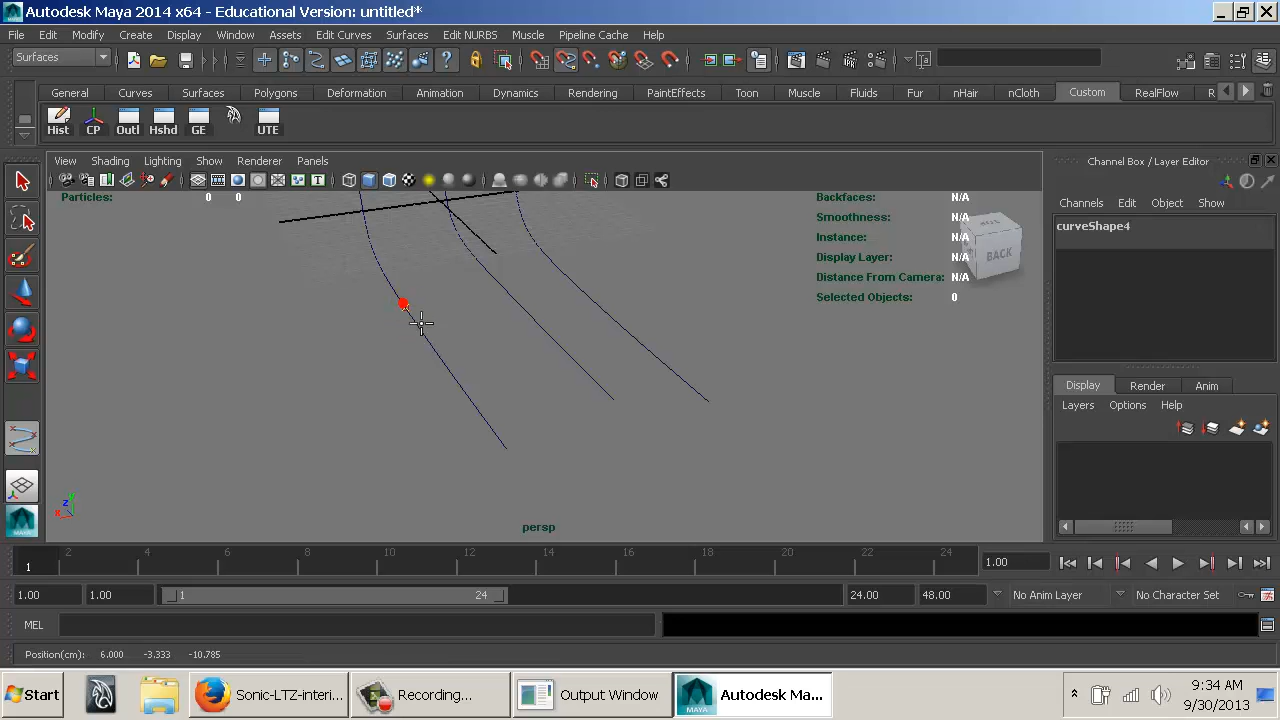 Autodesk Maya 2014 x64 - Educational Version: untitled*
File Edit Modify Create Display Window Assets Edit Curves Surfaces Edit NURBS Muscle Pipeline Cache Help
Surfaces
General Curves Surfaces Polygons Deformation Animation Dynamics Rendering PaintEffects Toon Muscle Fluids Fur nHair nCloth Custom RealFlow R
Hist CP Outl Hshd GE UTE
View Shading Lighting Show Renderer Panels
Channel Box / Layer Editor
Particles: 0 0
Backfaces: N/A
Smoothness: N/A
Instance: N/A
Display Layer: N/A
Distance From Camera: N/A
Selected Objects: 0
BACK
Channels Edit Object Show
curveShape4
Display Render Anim
Layers Options Help
persp
2 4 6 8 10 12 14 16 18 20 22 24
1
1.00
1.00 1.00 1 24 24.00 48.00 No Anim Layer No Character Set
MEL
Position(cm): 6.000 -3.333 -10.785
Start Sonic-LTZ-interi... Recording... Output Window Autodesk Ma...
9:34 AM
9/30/2013